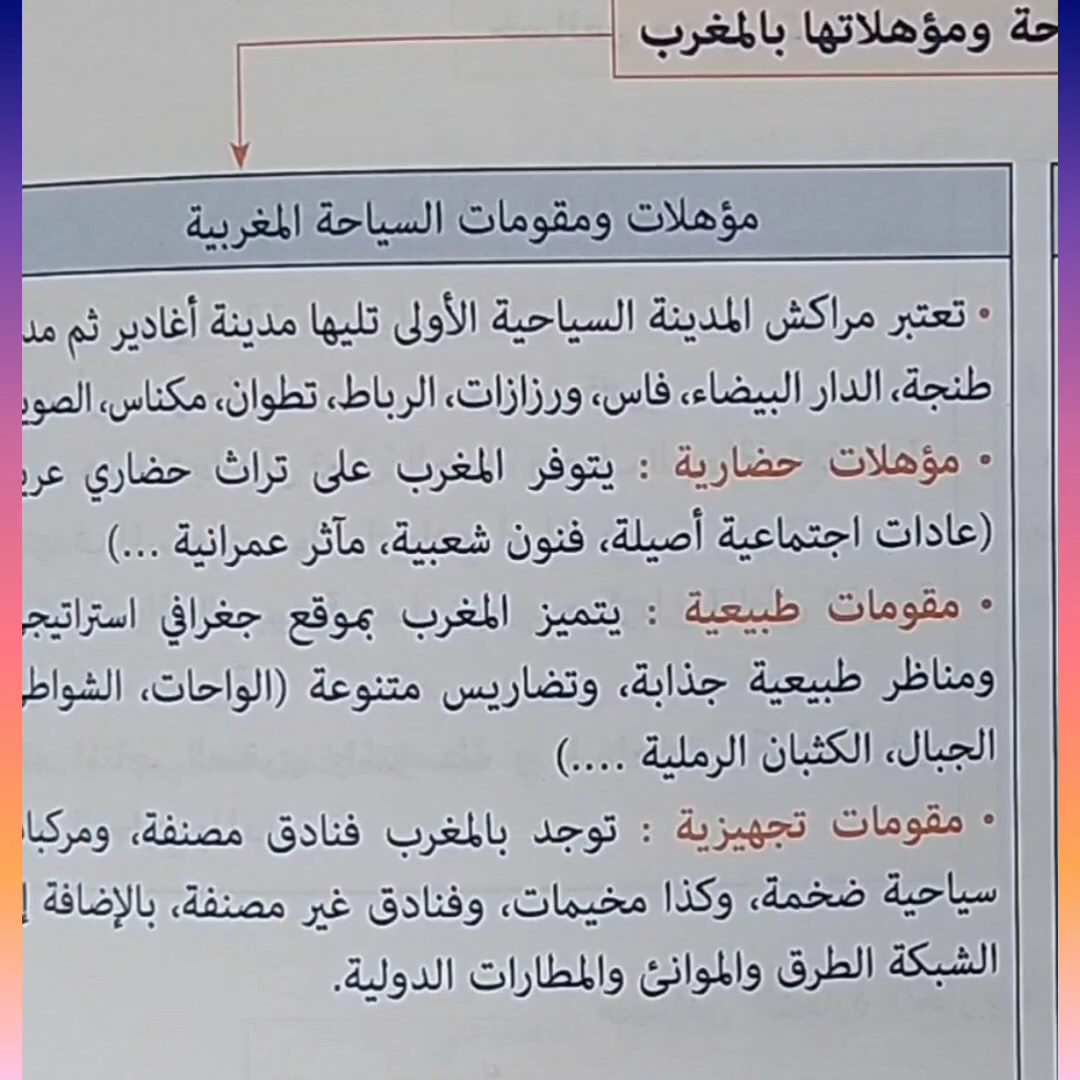 ومؤهلاتها بالمغرب
مؤهلات ومقومات السياحة المغربية
• تعتبر مراكش المدينة السياحية الأولى تليها مدينة أغادير ثم
طنجة، الدار البيضاء، فاس، ورزازات، الرباط، تطوان، مكناس،
• مؤهلات حضارية : يتوفر المغرب على تراث حضاري
(عادات اجتماعية أصيلة، فنون شعبية، مآثر عمرانية ...)
• مقومات طبيعية : يتميز المغرب بموقع جغرافي
ومناظر طبيعية جذابة، وتضاريس متنوعة (الواحات،
الجبال، الكثبان الرملية ....)
• مقومات تجهيزية : توجد بالمغرب فنادق مصنفة،
سياحية ضخمة، وكذا مخيمات، وفنادق غير مصنفة، بالإضافة
الشبكة الطرق والموانئ والمطارات الدولية.